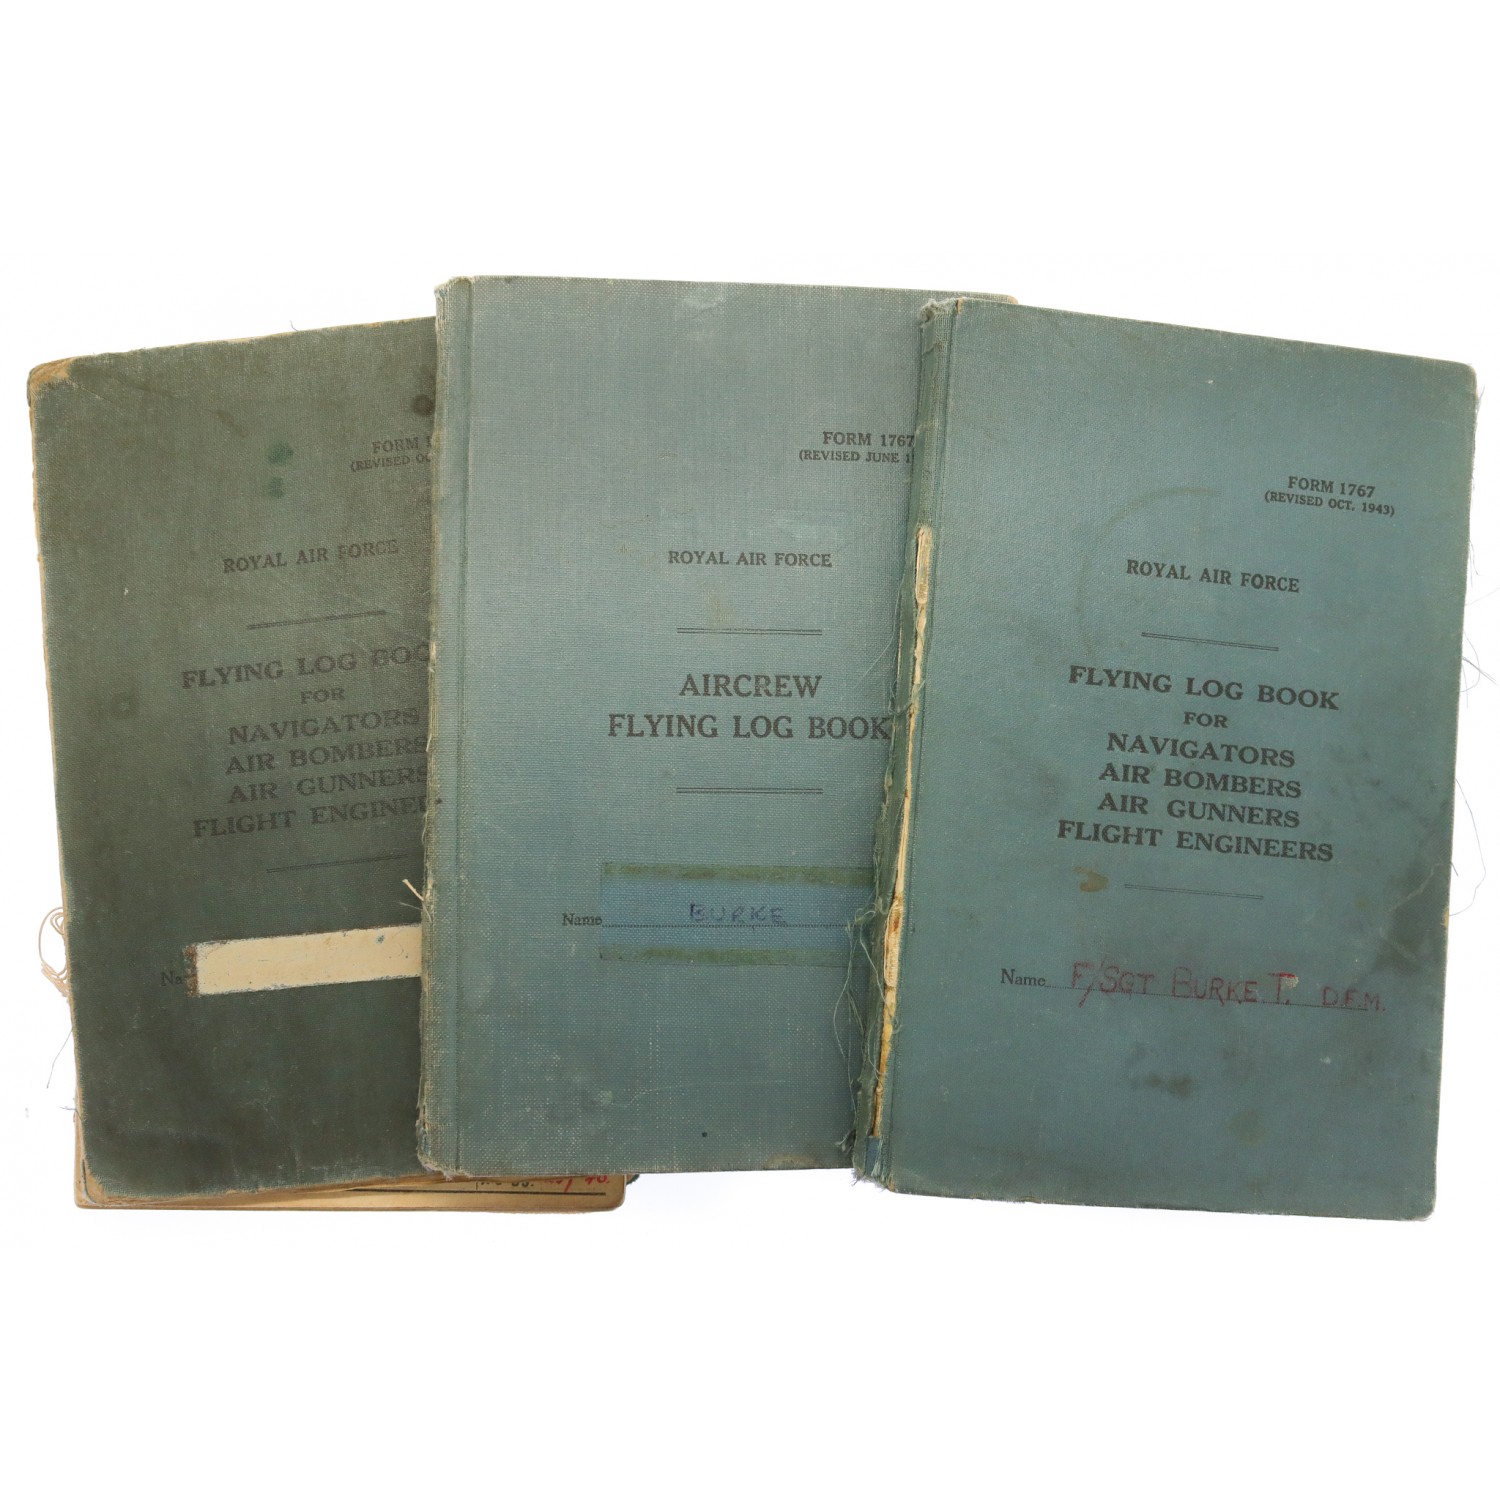 FORM 1
(REVISED OC
ROYAL AIR FORCE
FLYING LOG BOO
FOR
NAVIGATORS
AIR BOMBERS
AIR GUNNERS
FLIGHT ENGINEE
Na
FORM 1767
(REVISED JUNE 1
ROYAL AIR FORCE
AIRCREW
FLYING LOG BOOK
Name BURKE
FORM 1767
(REVISED OCT. 1943)
ROYAL AIR FORCE
FLYING LOG BOOK
FOR
NAVIGATORS
AIR BOMBERS
AIR GUNNERS
FLIGHT ENGINEERS
Name F/SGT BURKE T. D.F.M.